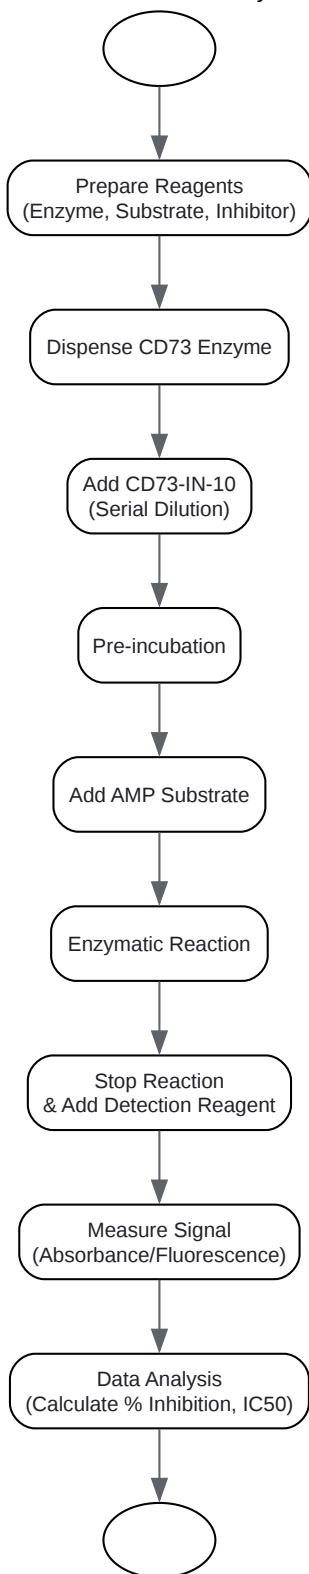 Prepare Reagents
(Enzyme, Substrate, Inhibitor)
Dispense CD73 Enzyme
Add CD73-IN-10
(Serial Dilution)
Pre-incubation
Add AMP Substrate
Enzymatic Reaction
Stop Reaction
& Add Detection Reagent
Measure Signal
(Absorbance/Fluorescence)
Data Analysis
(Calculate % Inhibition, IC50)